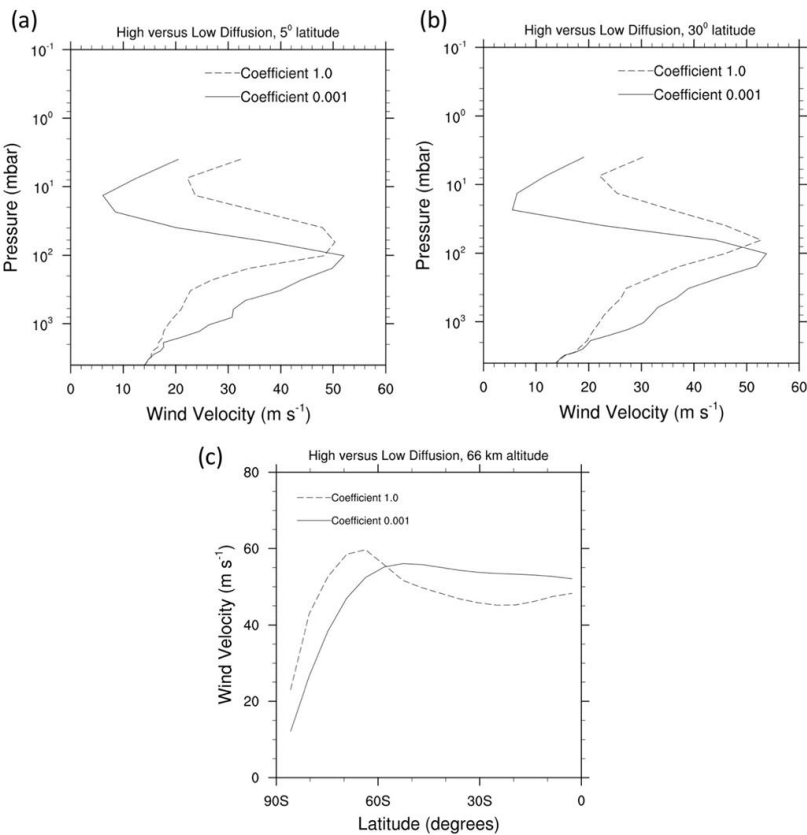 (a)
High versus Low Diffusion, 5⁰ latitude
10⁻¹
10⁰
10¹
10²
10³
Pressure (mbar)
Coefficient 1.0
Coefficient 0.001
0 10 20 30 40 50 60
Wind Velocity (m s⁻¹)
(b)
High versus Low Diffusion, 30⁰ latitude
10⁻¹
10⁰
10¹
10²
10³
Pressure (mbar)
Coefficient 1.0
Coefficient 0.001
0 10 20 30 40 50 60
Wind Velocity (m s⁻¹)
(c)
High versus Low Diffusion, 66 km altitude
80
60
40
20
0
Wind Velocity (m s⁻¹)
Coefficient 1.0
Coefficient 0.001
90S 60S 30S 0
Latitude (degrees)